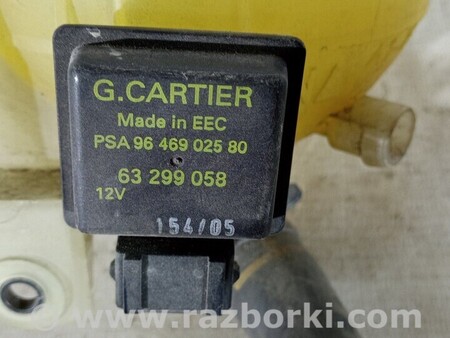 G.CARTIER
Made in EEC
PSA 96 469 025 80
63 299 058
12V
154/05
www.razborki.com